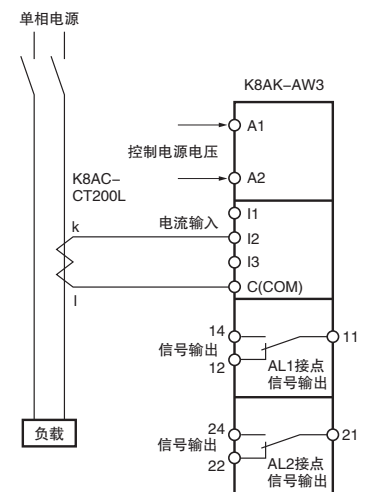 单相电源
K8AK-AW3
A1
控制电源电压
A2
K8AC-
CT200L
k
电流输入
I1
I2
I3
C(COM)
l
14
11
信号输出
12
AL1接点
信号输出
24
21
信号输出
22
AL2接点
信号输出
负载